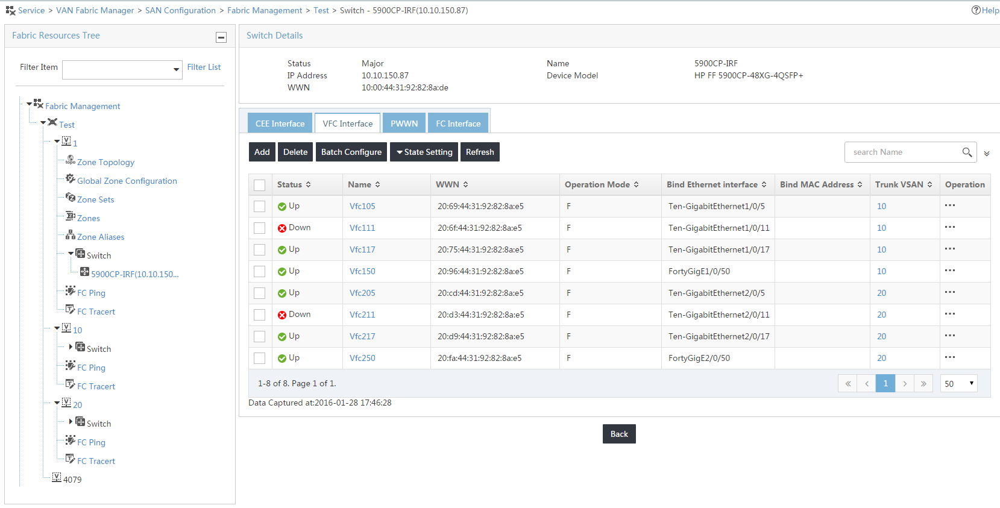 Service > VAN Fabric Manager > SAN Configuration > Fabric Management > Test > Switch - 5900CP-IRF(10.10.150.87)
Help
Fabric Resources Tree
Filter Item
Filter List
Fabric Management
Test
1
Zone Topology
Global Zone Configuration
Zone Sets
Zones
Zone Aliases
Switch
5900CP-IRF(10.10.150...
FC Ping
FC Tracert
10
Switch
FC Ping
FC Tracert
20
Switch
FC Ping
FC Tracert
4079
Switch Details
Status Major Name 5900CP-IRF
IP Address 10.10.150.87 Device Model HP FF 5900CP-48XG-4QSFP+
WWN 10:00:44:31:92:82:8a:de
CEE Interface VFC Interface PWWN FC Interface
Add Delete Batch Configure State Setting Refresh search Name
Status Name WWN Operation Mode Bind Ethernet interface Bind MAC Address Trunk VSAN Operation
Up Vfc105 20:69:44:31:92:82:8a:e5 F Ten-GigabitEthernet1/0/5 10 ...
Down Vfc111 20:6f:44:31:92:82:8a:e5 F Ten-GigabitEthernet1/0/11 10 ...
Up Vfc117 20:75:44:31:92:82:8a:e5 F Ten-GigabitEthernet1/0/17 10 ...
Up Vfc150 20:96:44:31:92:82:8a:e5 F FortyGigE1/0/50 10 ...
Up Vfc205 20:cd:44:31:92:82:8a:e5 F Ten-GigabitEthernet2/0/5 20 ...
Down Vfc211 20:d3:44:31:92:82:8a:e5 F Ten-GigabitEthernet2/0/11 20 ...
Up Vfc217 20:d9:44:31:92:82:8a:e5 F Ten-GigabitEthernet2/0/17 20 ...
Up Vfc250 20:fa:44:31:92:82:8a:e5 F FortyGigE2/0/50 20 ...
1-8 of 8. Page 1 of 1. « ‹ 1 › » 50
Data Captured at:2016-01-28 17:46:28
Back